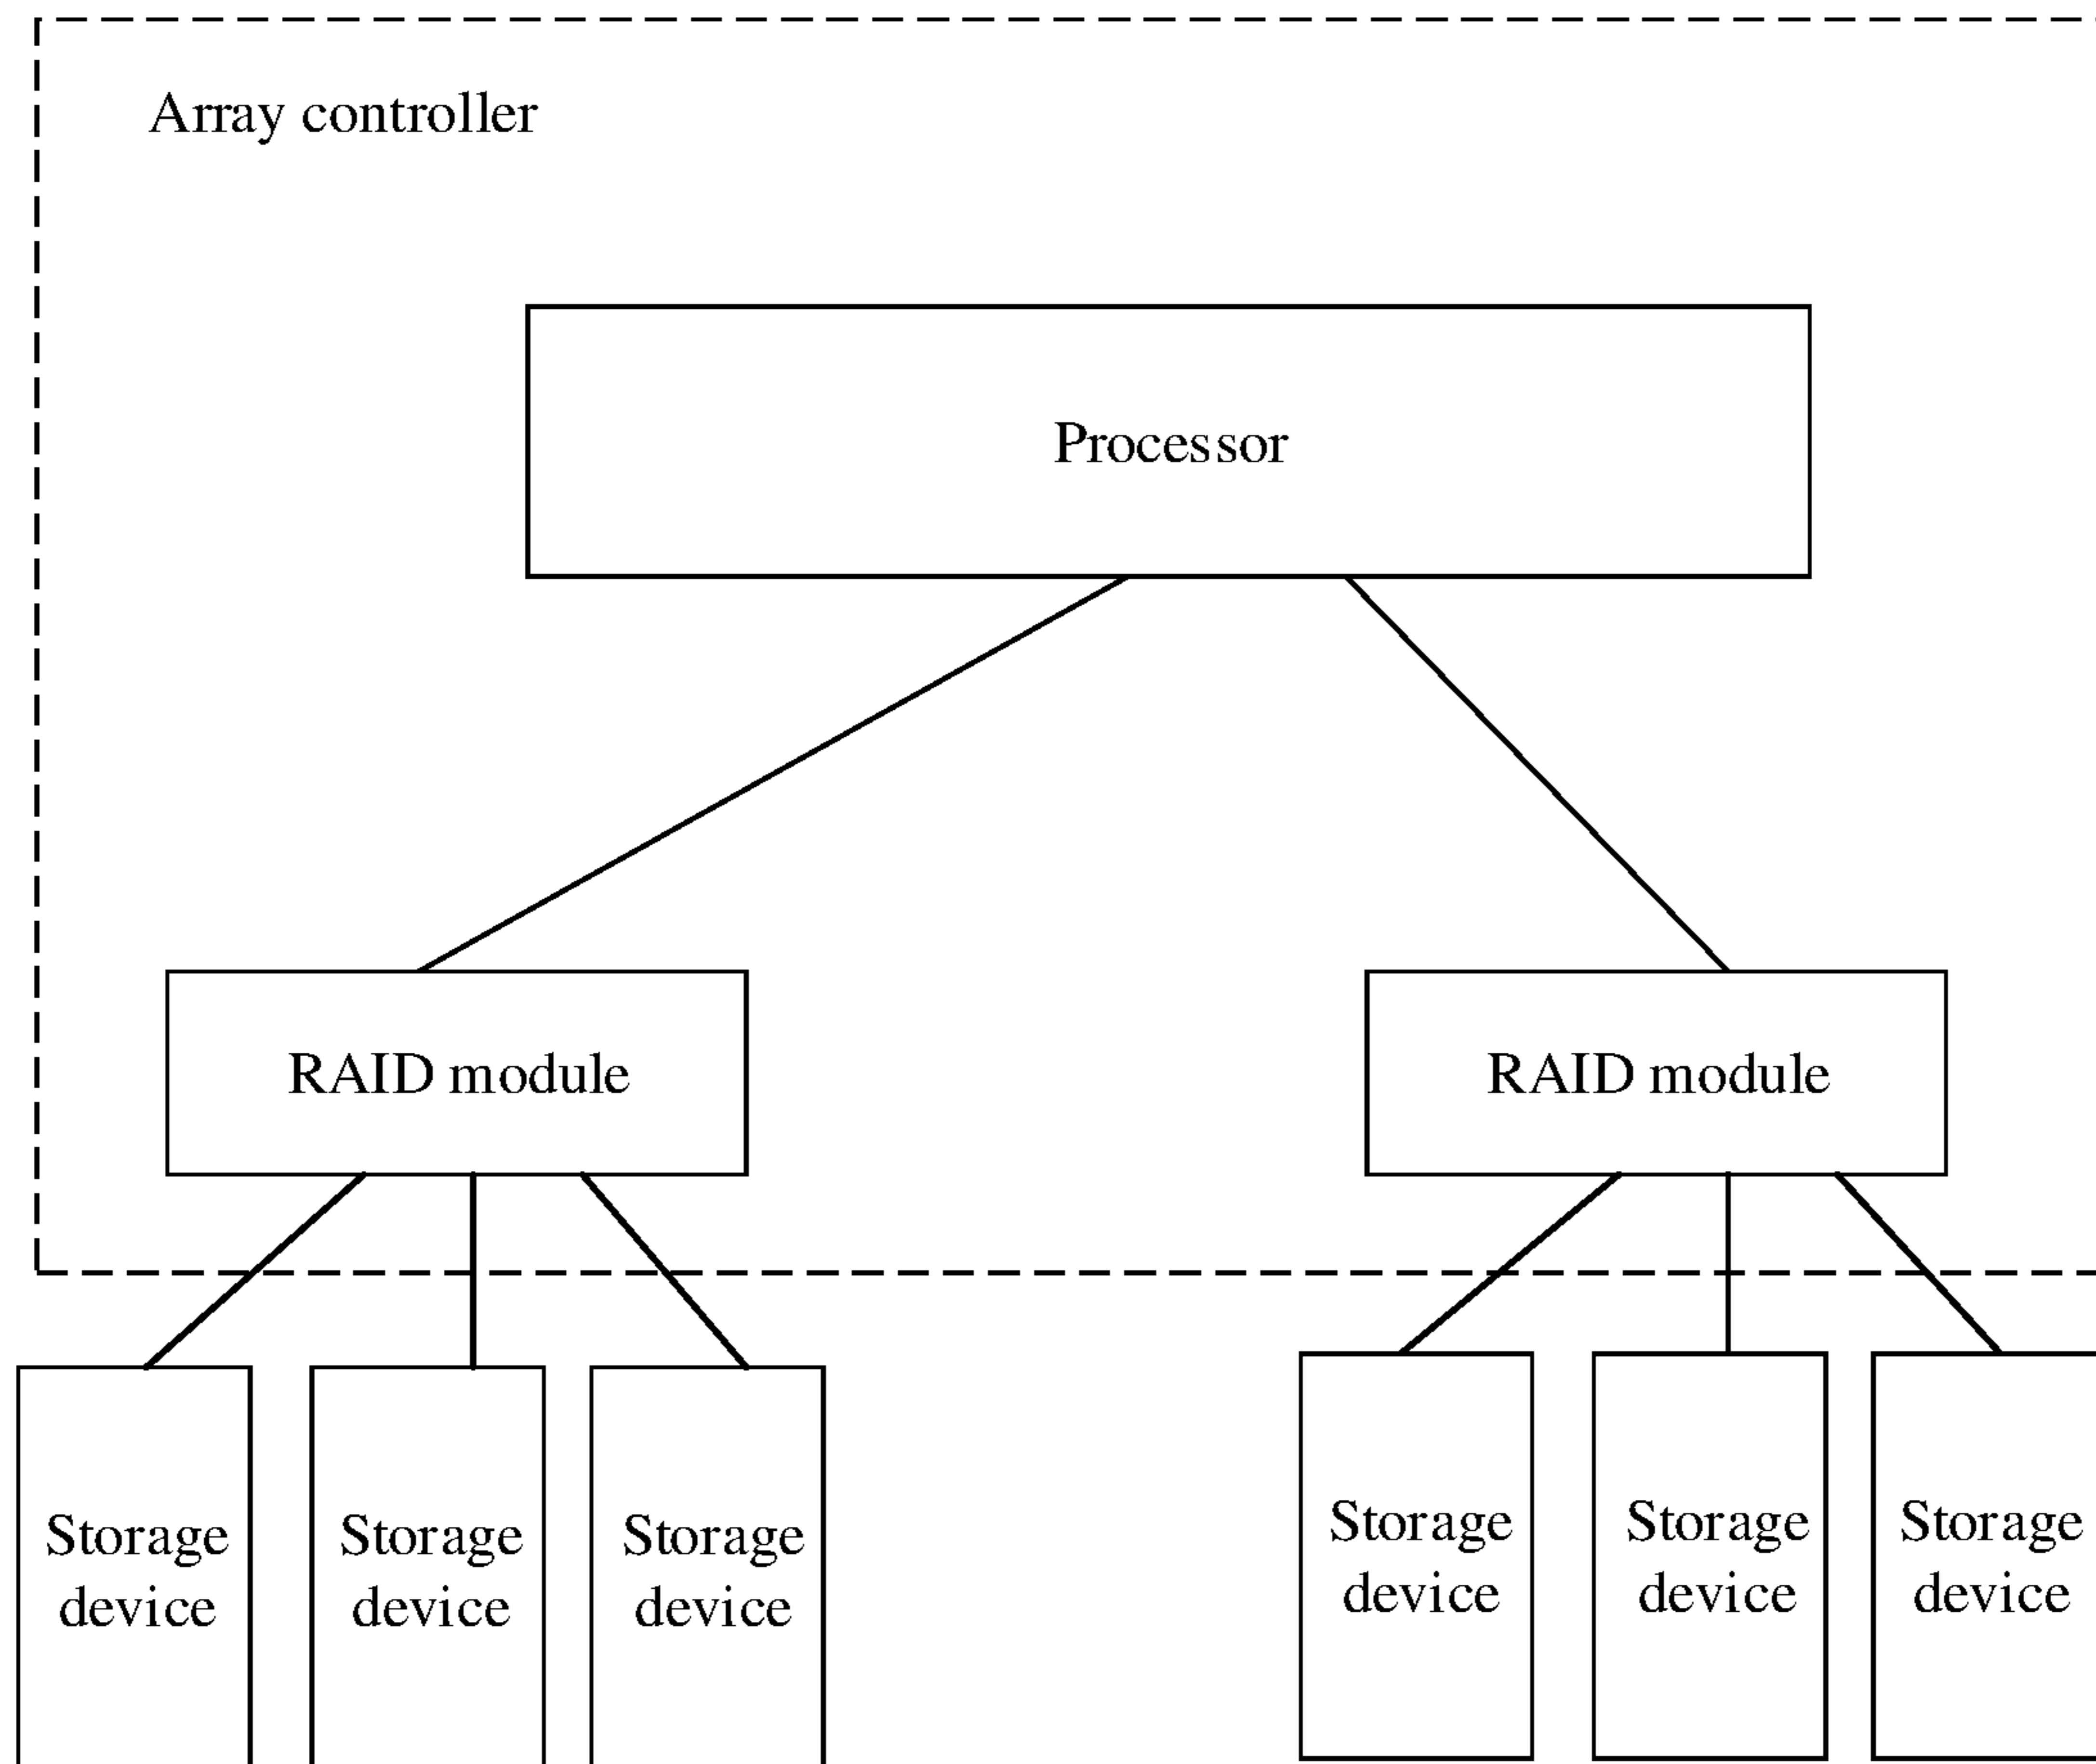 Array controller
Processor
RAID module
RAID module
Storage
device
Storage
device
Storage
device
Storage
device
Storage
device
Storage
device